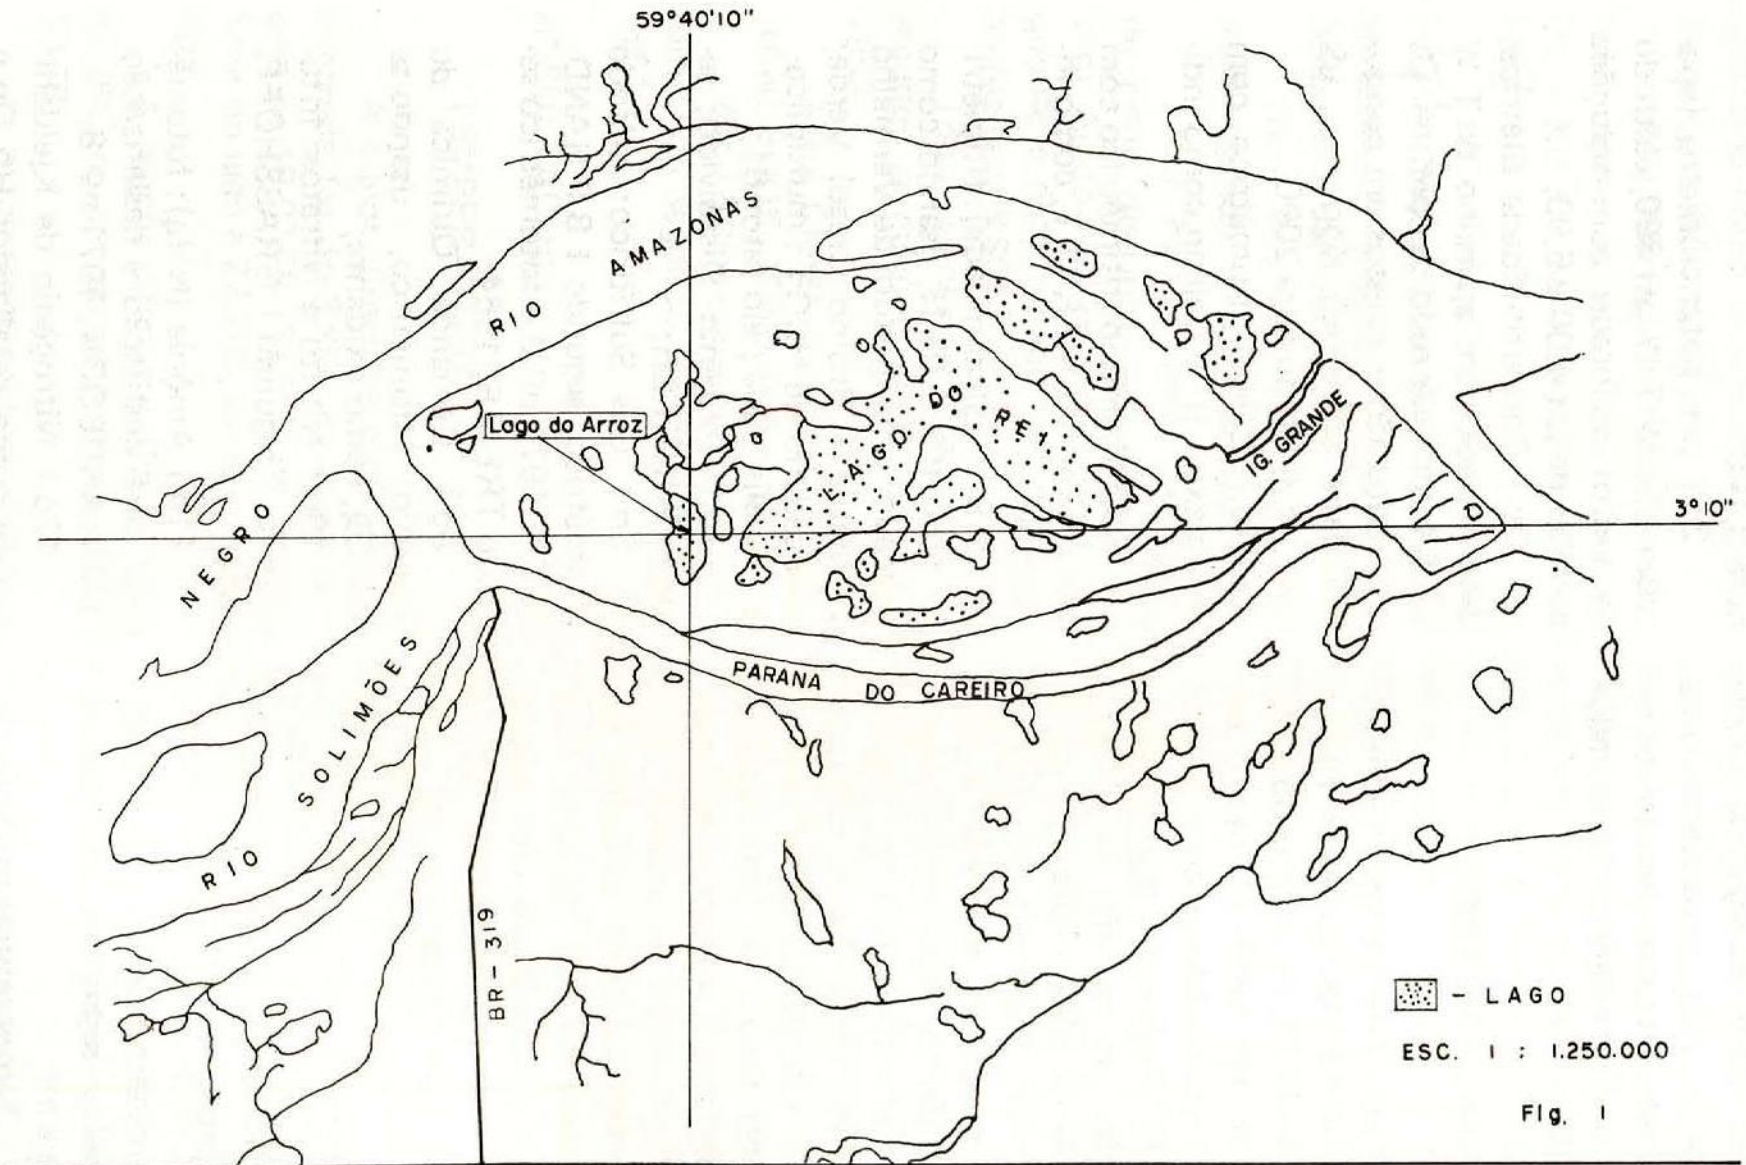 59°40'10"
RIO AMAZONAS
Lago do Arroz
LAGO DO REI
IG. GRANDE
3°10"
NEGRO
RIO SOLIMÕES
PARANA DO CAREIRO
BR-319
- LAGO
ESC. 1 : 1.250.000
FIg. 1